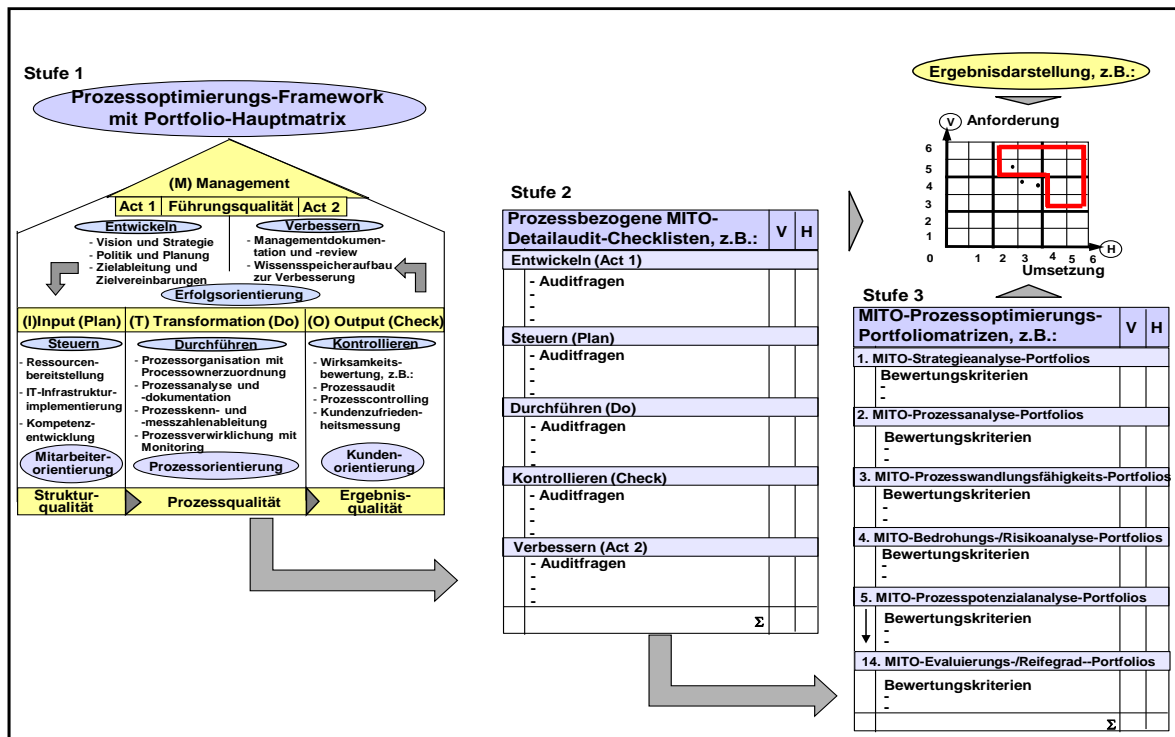 Stufe 1
Prozessoptimierungs-Framework
mit Portfolio-Hauptmatrix
(M) Management
Act 1 Führungsqualität Act 2
Entwickeln
- Vision und Strategie
- Politik und Planung
- Zielableitung und
Zielvereinbarungen
Verbessern
- Managementdokumen-
tation und -review
- Wissensspeicheraufbau
zur Verbesserung
Erfolgsorientierung
(I)Input (Plan)
Steuern
- Ressourcen-
bereitstellung
- IT-Infrastruktur-
implementierung
- Kompetenz-
entwicklung
Mitarbeiter-
orientierung
Struktur-
qualität
(T) Transformation (Do)
Durchführen
- Prozessorganisation mit
Processownerzuordnung
- Prozessanalyse und
-dokumentation
- Prozesskenn- und
-messzahlenableitung
- Prozessverwirklichung mit
Monitoring
Prozessorientierung
Prozessqualität
(O) Output (Check)
Kontrollieren
- Wirksamkeits-
bewertung, z.B.:
- Prozessaudit
- Prozesscontrolling
- Kundenzufrieden-
heitsmessung
Kunden-
orientierung
Ergebnis-
qualität
Stufe 2
Prozessbezogene MITO-
Detailaudit-Checklisten, z.B.:
V H
Entwickeln (Act 1)
- Auditfragen
-
-
-
Steuern (Plan)
- Auditfragen
-
-
-
Durchführen (Do)
- Auditfragen
-
-
Kontrollieren (Check)
- Auditfragen
-
-
-
Verbessern (Act 2)
- Auditfragen
-
-
-
Σ
Ergebnisdarstellung, z.B.:
V Anforderung
6
5
4
3
2
1
0 1 2 3 4 5 6
H
Umsetzung
Stufe 3
MITO-Prozessoptimierungs-
Portfoliomatrizen, z.B.:
V H
1. MITO-Strategieanalyse-Portfolios
Bewertungskriterien
-
-
2. MITO-Prozessanalyse-Portfolios
Bewertungskriterien
-
-
3. MITO-Prozesswandlungsfähigkeits-Portfolios
Bewertungskriterien
-
-
4. MITO-Bedrohungs-/Risikoanalyse-Portfolios
Bewertungskriterien
-
-
5. MITO-Prozesspotenzialanalyse-Portfolios
Bewertungskriterien
-
-
14. MITO-Evaluierungs-/Reifegrad--Portfolios
Bewertungskriterien
-
-
Σ